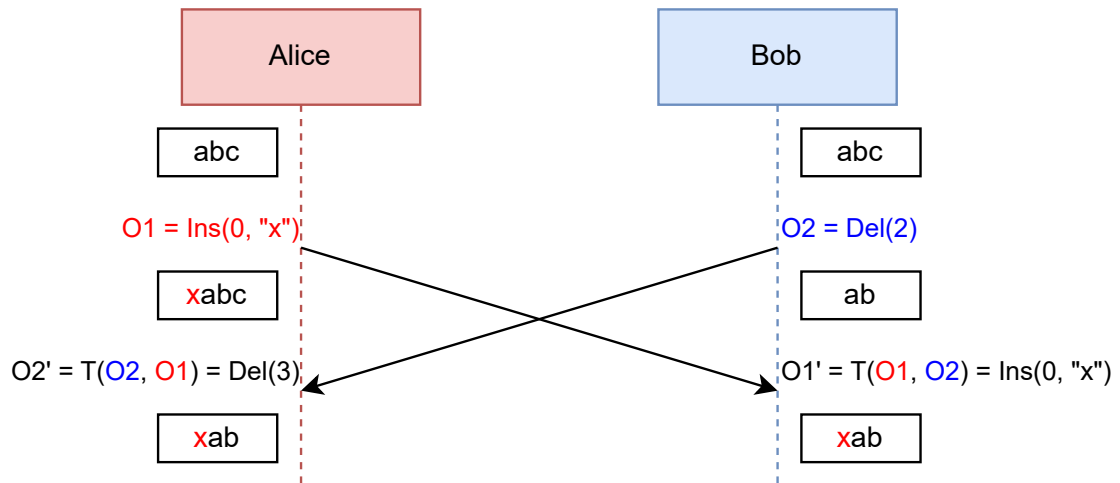 Alice
Bob
abc
abc
O1 = Ins(0, "x")
O2 = Del(2)
xabc
ab
O2' = T(O2, O1) = Del(3)
O1' = T(O1, O2) = Ins(0, "x")
xab
xab